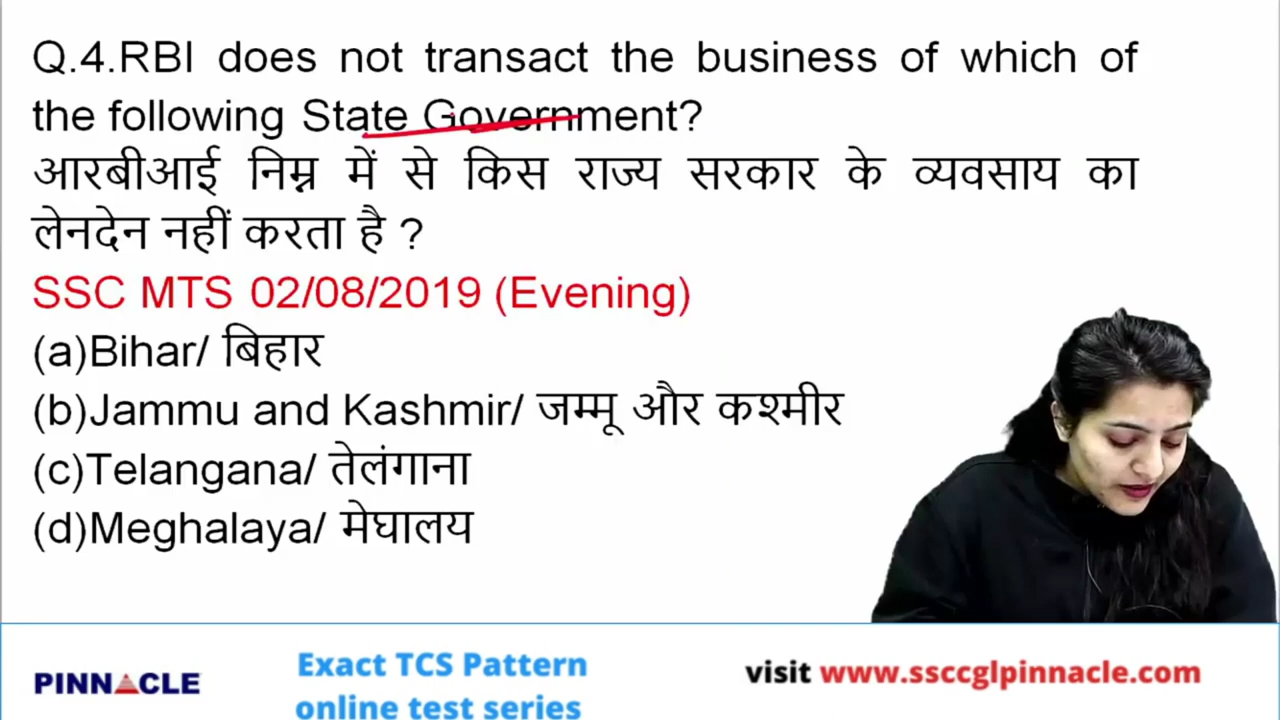 Q.4.RBI does not transact the business of which of
the following State Government?
आरबीआई निम्न में से किस राज्य सरकार के व्यवसाय का
लेनदेन नहीं करता है ?
SSC MTS 02/08/2019 (Evening)
(a)Bihar/ बिहार
(b)Jammu and Kashmir/ जम्मू और कश्मीर
(c)Telangana/ तेलंगाना
(d)Meghalaya/ मेघालय
PINNACLE
Exact TCS Pattern
online test series
visit www.ssccglpinnacle.com